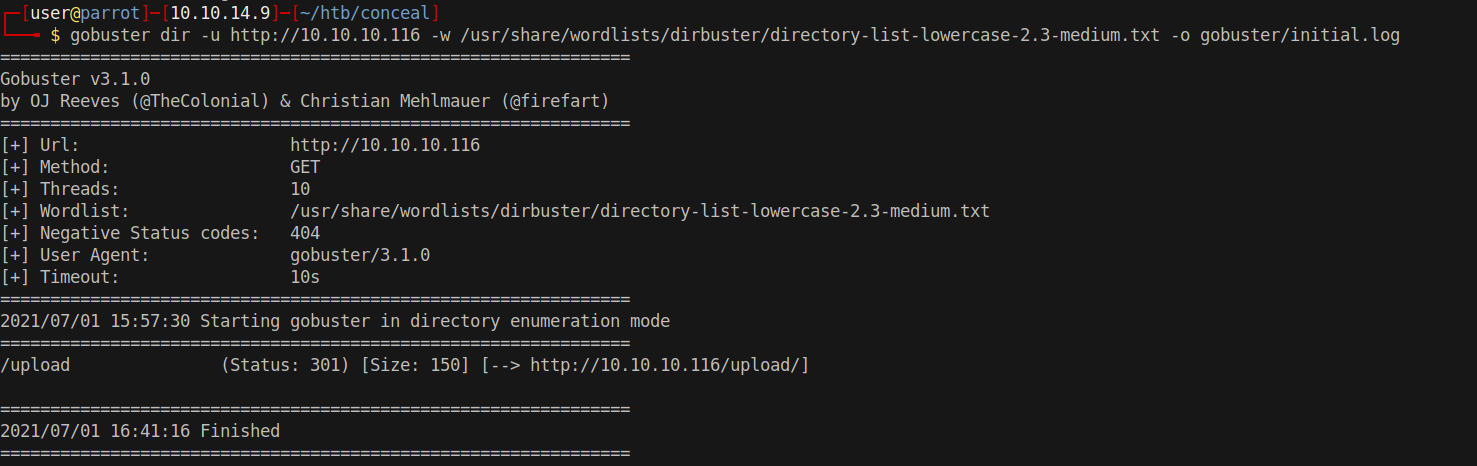 ┌─[user@parrot]─[10.10.14.9]─[~/htb/conceal]
└──╼ $ gobuster dir -u http://10.10.10.116 -w /usr/share/wordlists/dirbuster/directory-list-lowercase-2.3-medium.txt -o gobuster/initial.log
===============================================================
Gobuster v3.1.0
by OJ Reeves (@TheColonial) & Christian Mehlmauer (@firefart)
===============================================================
[+] Url:                     http://10.10.10.116
[+] Method:                  GET
[+] Threads:                 10
[+] Wordlist:                /usr/share/wordlists/dirbuster/directory-list-lowercase-2.3-medium.txt
[+] Negative Status codes:   404
[+] User Agent:              gobuster/3.1.0
[+] Timeout:                 10s
===============================================================
2021/07/01 15:57:30 Starting gobuster in directory enumeration mode
===============================================================
/upload               (Status: 301) [Size: 150] [--> http://10.10.10.116/upload/]

===============================================================
2021/07/01 16:41:16 Finished
===============================================================